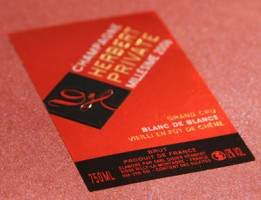 CHAMPAGNE
HERBERT
PRIVATE
MILLESIME
GRAND CRU
BLANC DE BLANCS
VIEILLI EN FÛT DE CHÊNE
BRUT
PRODUIT DE FRANCE
750ML